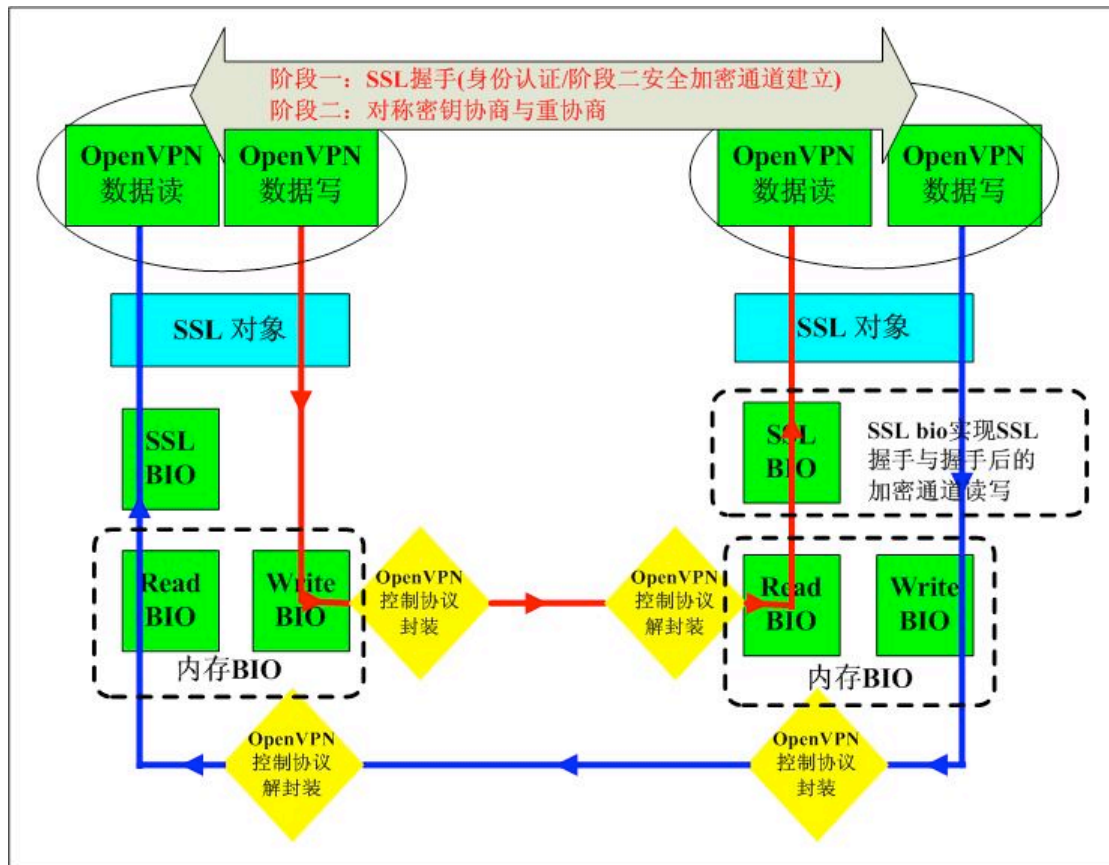 阶段一：SSL握手(身份认证/阶段二安全加密通道建立)
阶段二：对称密钥协商与重协商
OpenVPN
数据读
OpenVPN
数据写
OpenVPN
数据读
OpenVPN
数据写
SSL 对象
SSL 对象
SSL
BIO
SSL
BIO
SSL bio实现SSL
握手与握手后的
加密通道读写
Read
BIO
Write
BIO
内存BIO
OpenVPN
控制协议
封装
OpenVPN
控制协议
解封装
Read
BIO
Write
BIO
内存BIO
OpenVPN
控制协议
解封装
OpenVPN
控制协议
封装